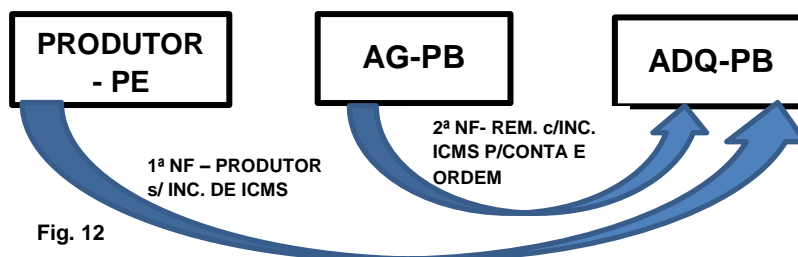 PRODUTOR
- PE
AG-PB
ADQ-PB
1ª NF – PRODUTOR
s/ INC. DE ICMS
2ª NF- REM. c/INC.
ICMS P/CONTA E
ORDEM
Fig. 12